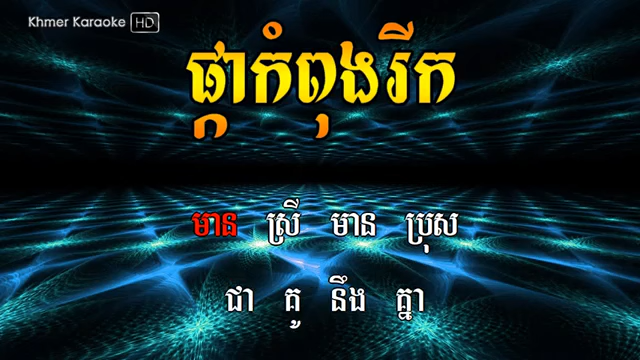 Khmer Karaoke HD
ផ្កាកំពុងរីក
មាន ស្រី មាន ប្រុស
ជា គូ នឹង គ្នា